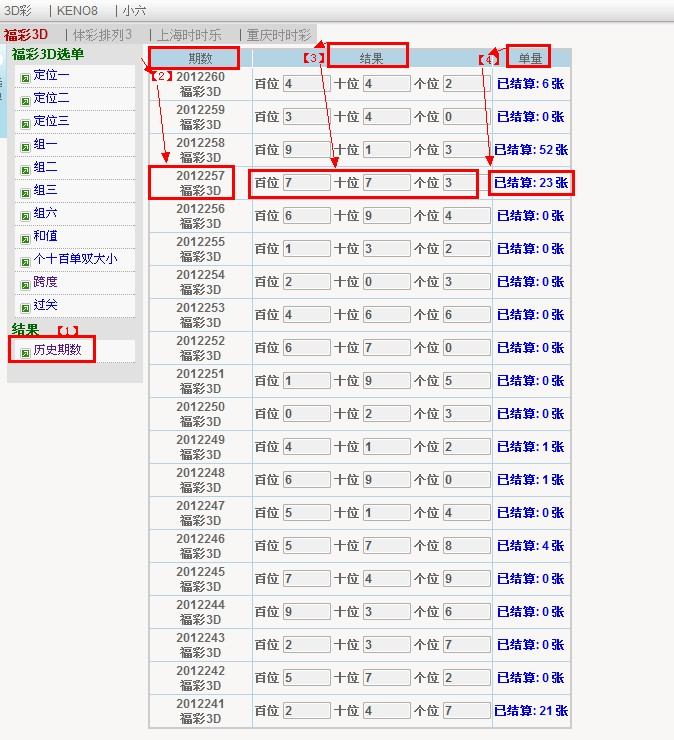 3D彩 | KENO8 | 小六
福彩3D | 体彩排列3 | 上海时时乐 | 重庆时时彩
福彩3D选单
定位一
定位二
定位三
组一
组二
组三
组六
和值
个十百单双大小
跨度
过关
结果 【1】
历史期数
【2】 【3】 【4】
期数 结果 单量
2012260
福彩3D
百位 4 十位 4 个位 2 已结算: 6 张
2012259
福彩3D
百位 3 十位 4 个位 0 已结算: 0 张
2012258
福彩3D
百位 9 十位 1 个位 3 已结算: 52 张
2012257
福彩3D
百位 7 十位 7 个位 3 已结算: 23 张
2012256
福彩3D
百位 6 十位 9 个位 4 已结算: 0 张
2012255
福彩3D
百位 1 十位 3 个位 2 已结算: 0 张
2012254
福彩3D
百位 2 十位 0 个位 3 已结算: 0 张
2012253
福彩3D
百位 4 十位 6 个位 6 已结算: 0 张
2012252
福彩3D
百位 6 十位 7 个位 0 已结算: 0 张
2012251
福彩3D
百位 1 十位 9 个位 5 已结算: 0 张
2012250
福彩3D
百位 0 十位 2 个位 3 已结算: 0 张
2012249
福彩3D
百位 4 十位 1 个位 2 已结算: 1 张
2012248
福彩3D
百位 6 十位 9 个位 0 已结算: 1 张
2012247
福彩3D
百位 5 十位 1 个位 4 已结算: 0 张
2012246
福彩3D
百位 5 十位 7 个位 8 已结算: 4 张
2012245
福彩3D
百位 7 十位 4 个位 9 已结算: 0 张
2012244
福彩3D
百位 9 十位 3 个位 6 已结算: 0 张
2012243
福彩3D
百位 2 十位 3 个位 7 已结算: 0 张
2012242
福彩3D
百位 5 十位 7 个位 2 已结算: 0 张
2012241
福彩3D
百位 2 十位 4 个位 7 已结算: 21 张